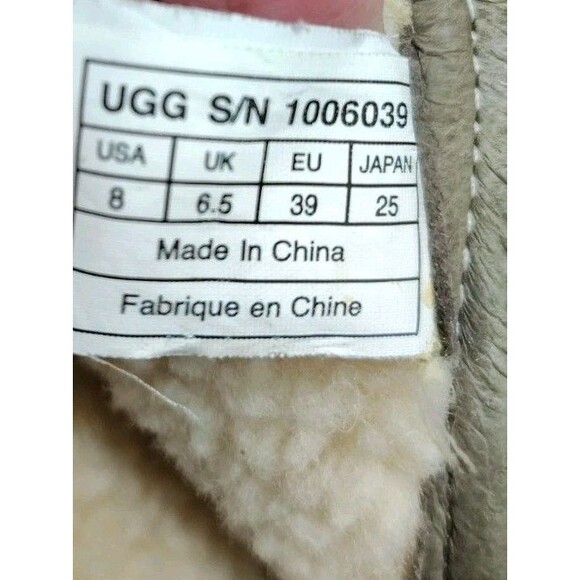 UGG S/N 1006039
USA UK EU JAPAN
8 6.5 39 25
Made In China
Fabrique en Chine